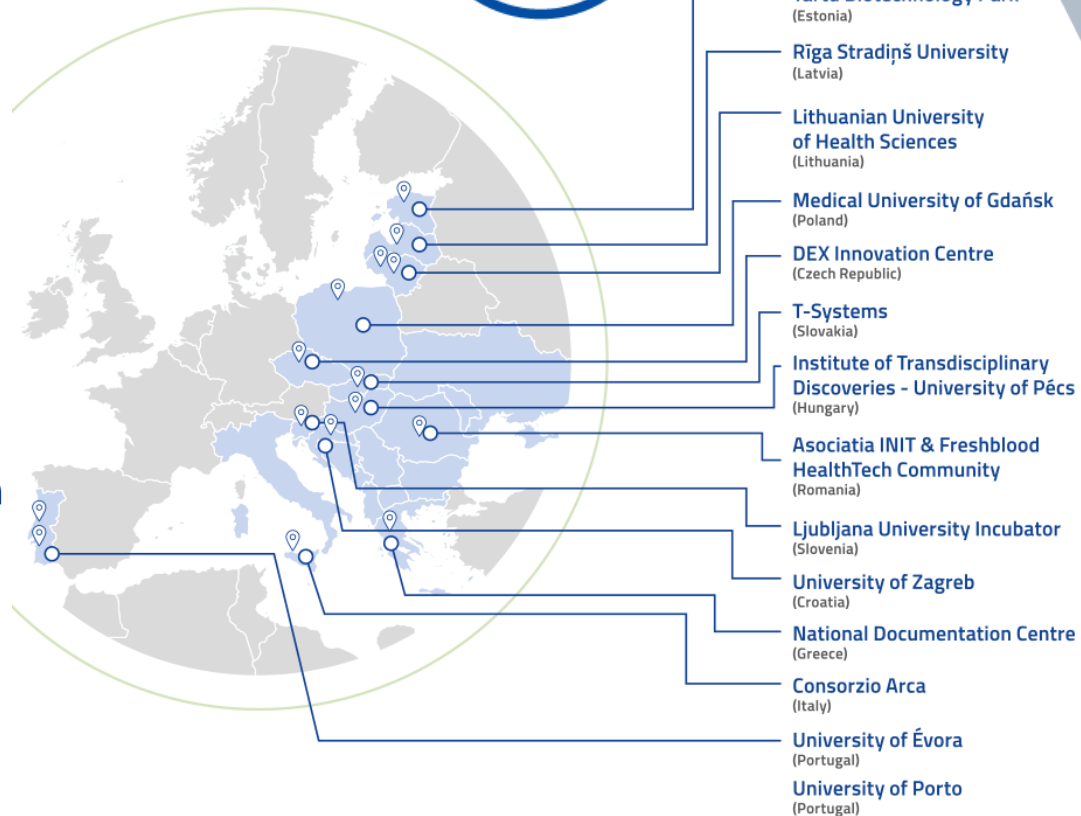 Tartu Biotechnology Park
(Estonia)
Rīga Stradiņš University
(Latvia)
Lithuanian University
of Health Sciences
(Lithuania)
Medical University of Gdańsk
(Poland)
DEX Innovation Centre
(Czech Republic)
T-Systems
(Slovakia)
Institute of Transdisciplinary
Discoveries - University of Pécs
(Hungary)
Asociatia INIT & Freshblood
HealthTech Community
(Romania)
Ljubljana University Incubator
(Slovenia)
University of Zagreb
(Croatia)
National Documentation Centre
(Greece)
Consorzio Arca
(Italy)
University of Évora
(Portugal)
University of Porto
(Portugal)